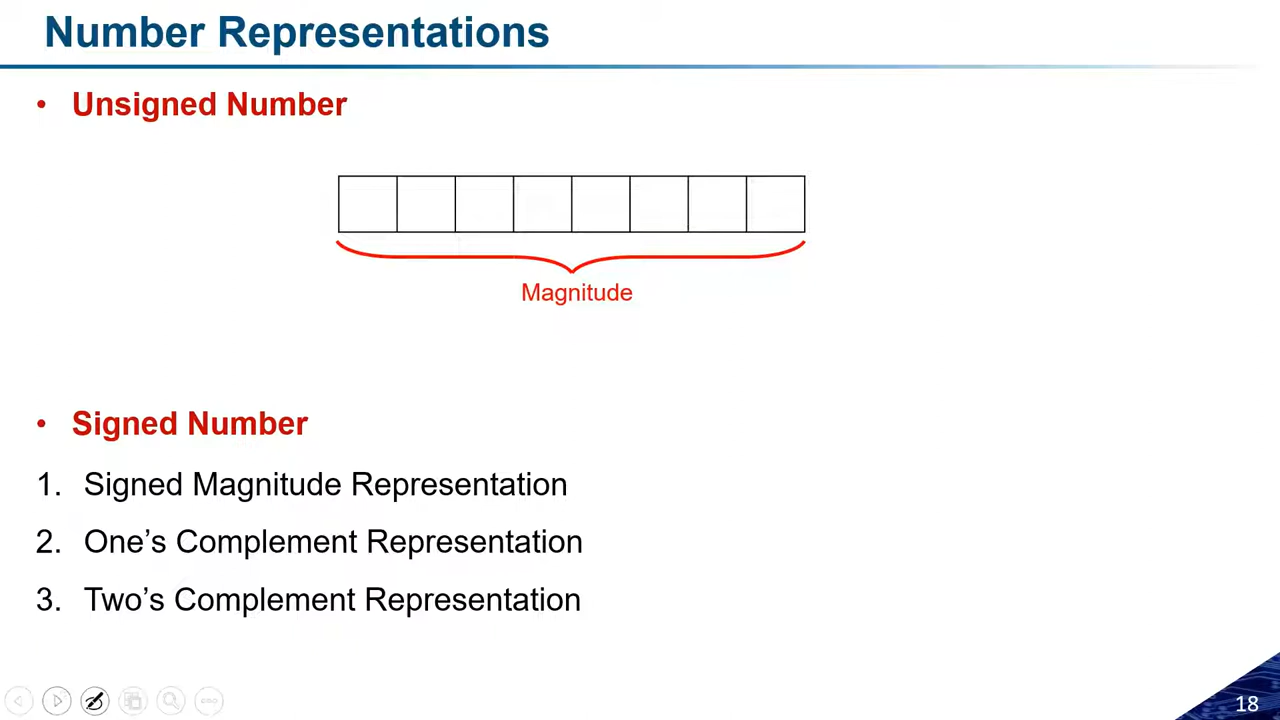 Number Representations
• Unsigned Number
Magnitude
• Signed Number
1. Signed Magnitude Representation
2. One’s Complement Representation
3. Two’s Complement Representation
18